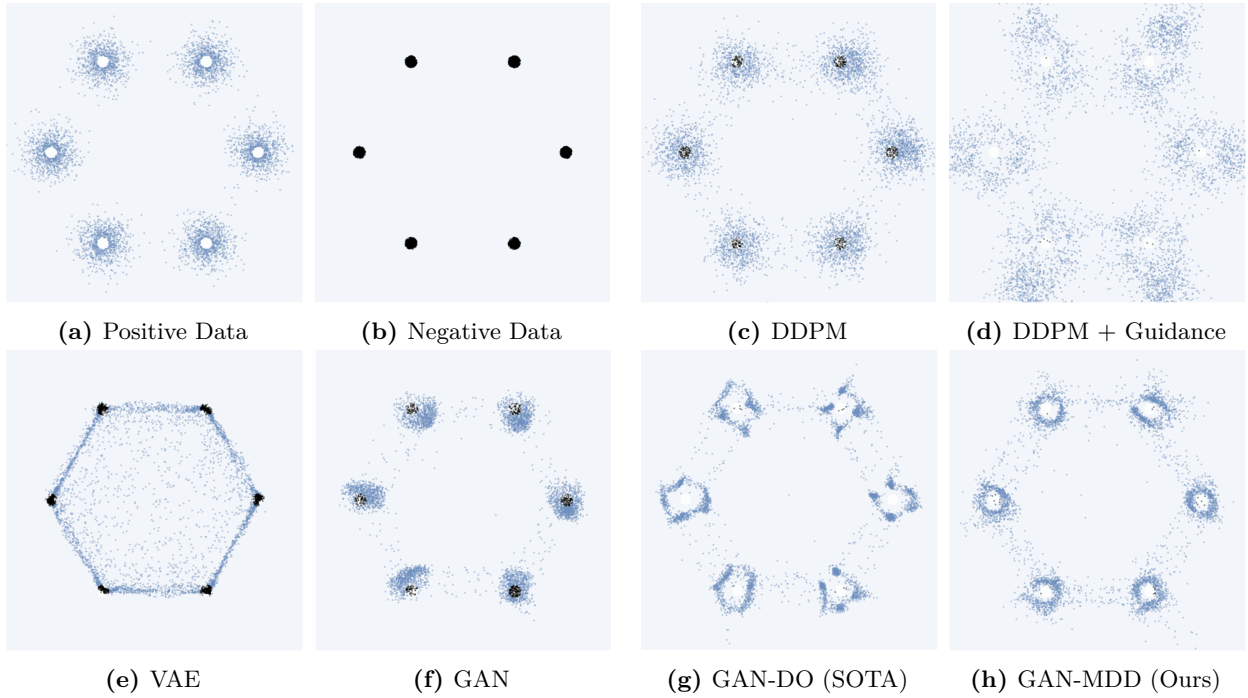 (a) Positive Data
(b) Negative Data
(c) DDPM
(d) DDPM + Guidance
(e) VAE
(f) GAN
(g) GAN-DO (SOTA)
(h) GAN-MDD (Ours)